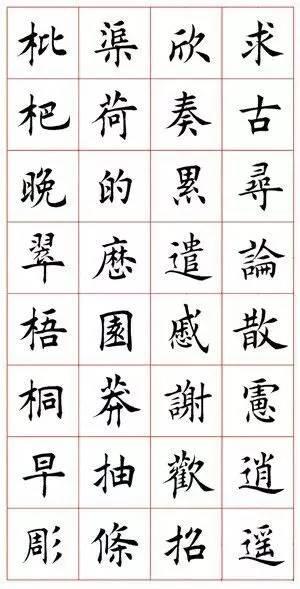 求古尋論散慮逍遥
欣奏累遣慼謝歡招
渠荷的歷園莽抽條
枇杷晚翠梧桐早彫